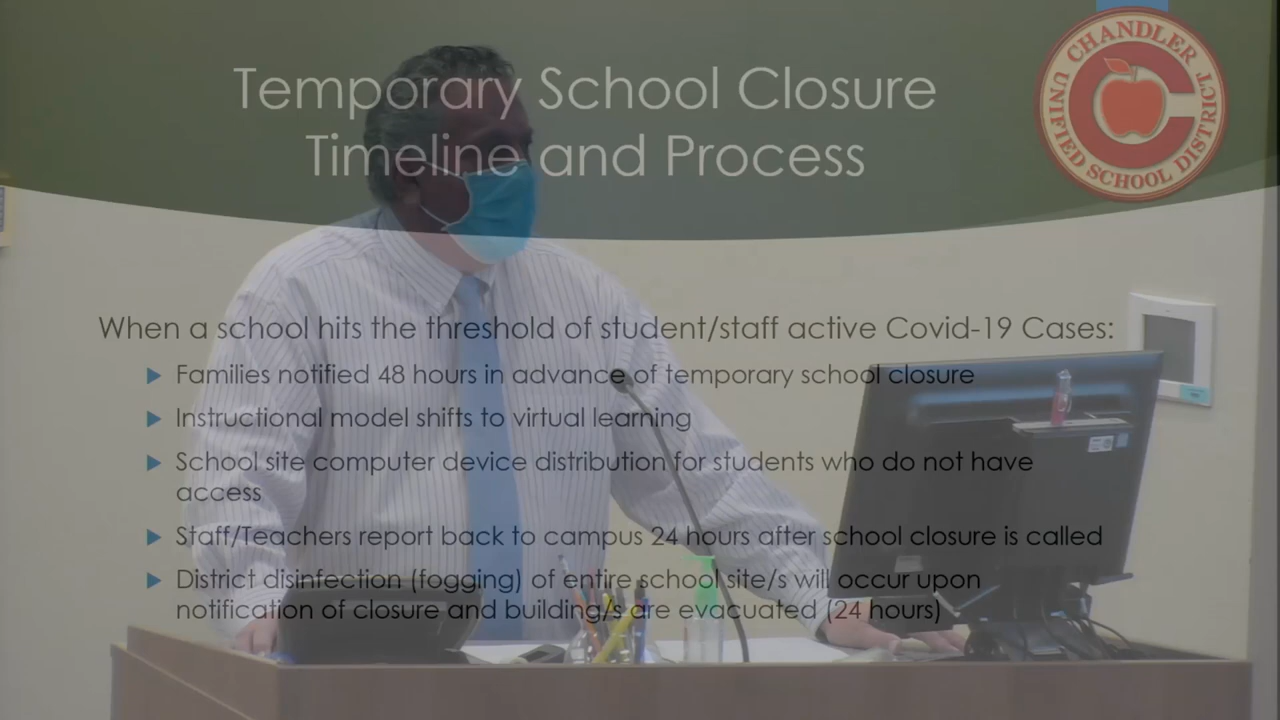 Temporary School Closure
Timeline and Process
CHANDLER
UNIFIED SCHOOL DISTRICT
When a school hits the threshold of student/staff active Covid-19 Cases:
Families notified 48 hours in advance of temporary school closure
Instructional model shifts to virtual learning
School site computer device distribution for students who do not have
access
Staff/Teachers report back to campus 24 hours after school closure is called
District disinfection (fogging) of entire school site/s will occur upon
notification of closure and building/s are evacuated (24 hours)